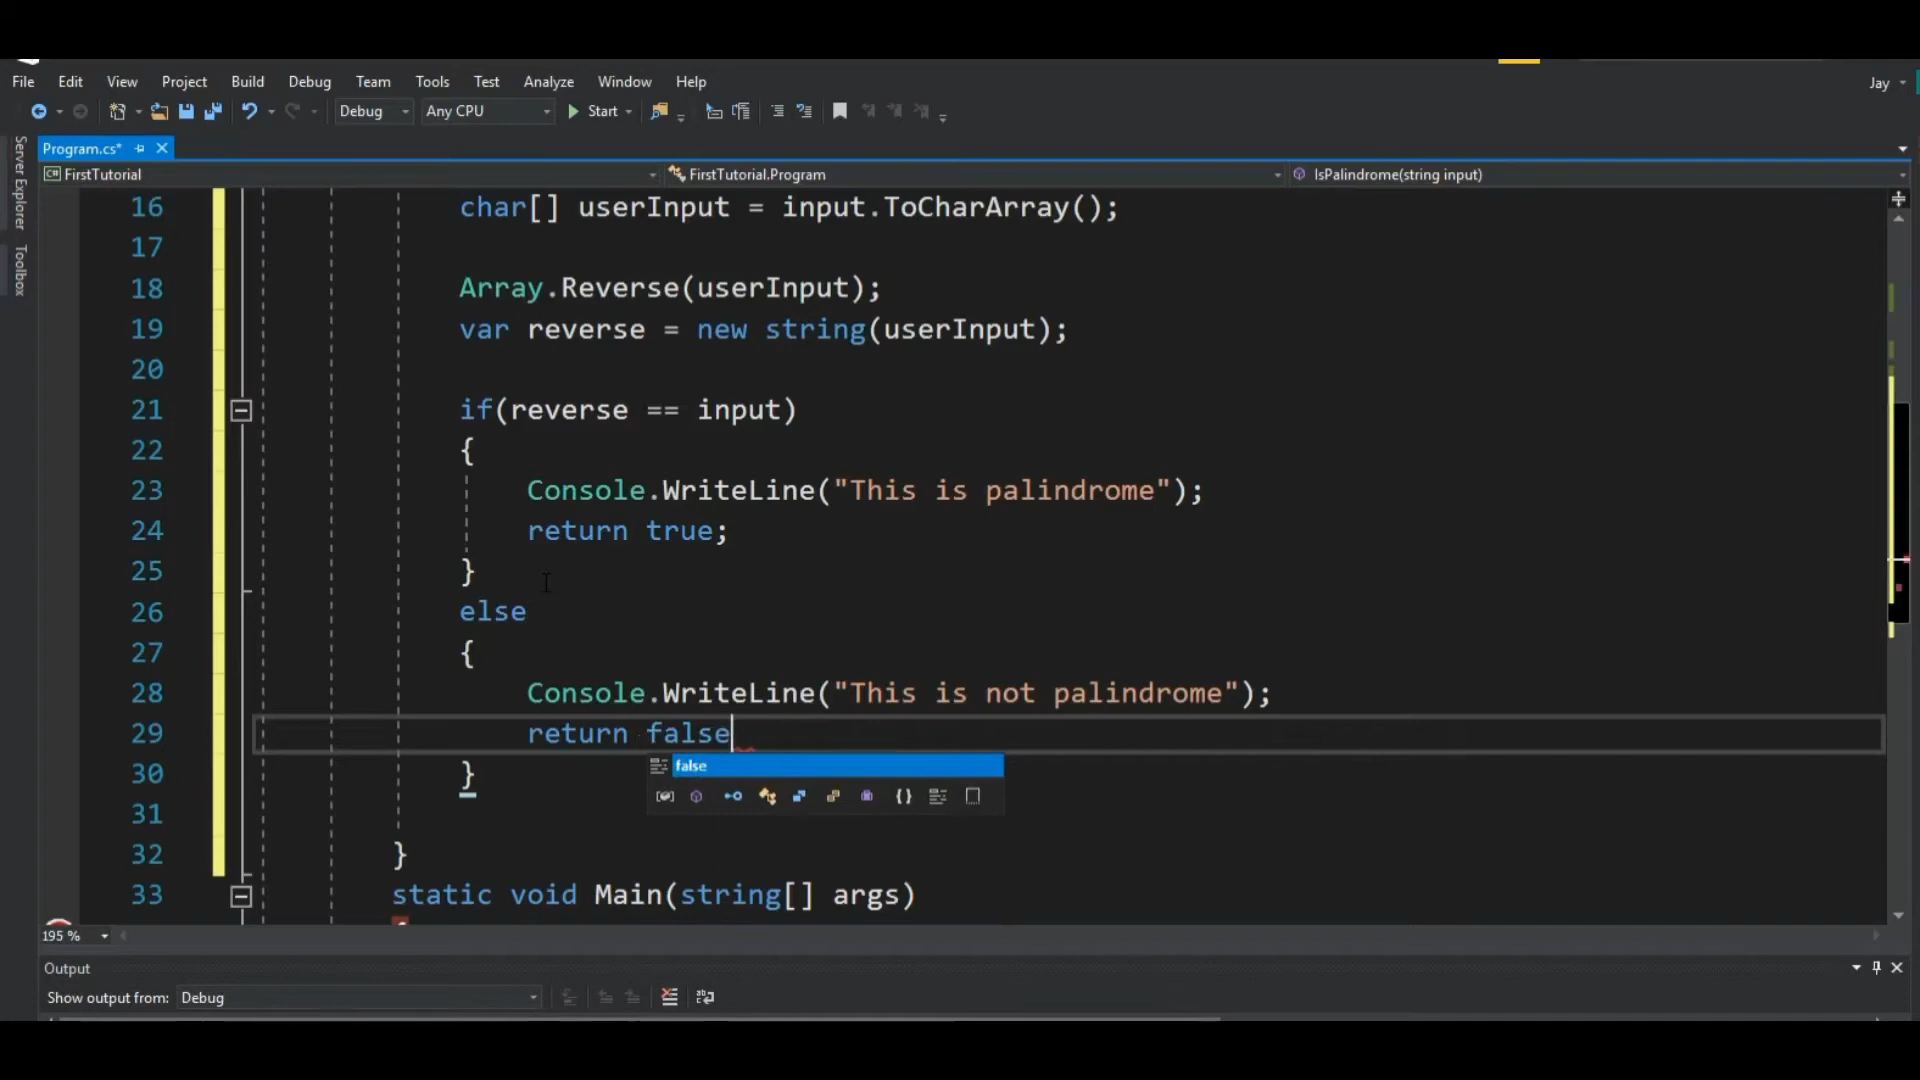 File Edit View Project Build Debug Team Tools Test Analyze Window Help Jay
Debug Any CPU Start
Server Explorer
Toolbox
Program.cs*
FirstTutorial FirstTutorial.Program IsPalindrome(string input)
16 char[] userInput = input.ToCharArray();
17
18 Array.Reverse(userInput);
19 var reverse = new string(userInput);
20
21 if(reverse == input)
22 {
23 Console.WriteLine("This is palindrome");
24 return true;
25 }
26 else
27 {
28 Console.WriteLine("This is not palindrome");
29 return false
false
30 }
31
32 }
33 static void Main(string[] args)
195 %
Output
Show output from: Debug